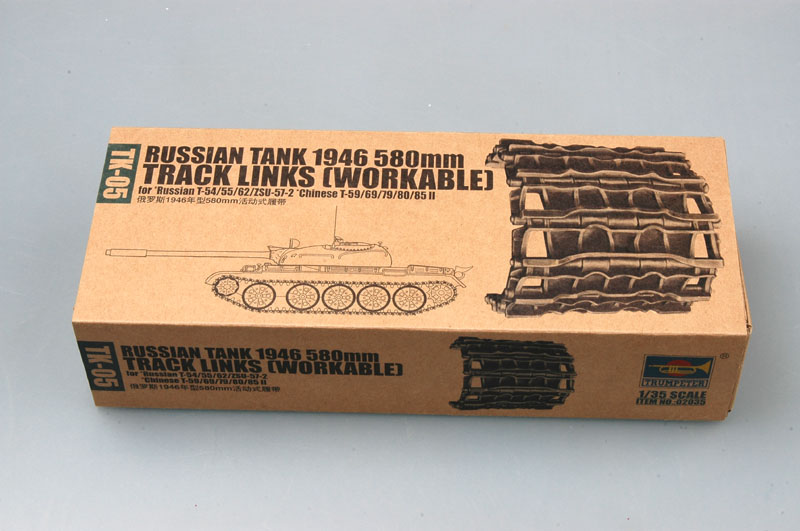 TK-05
RUSSIAN TANK 1946 580mm
TRACK LINKS (WORKABLE)
for *Russian T-54/55/62/ZSU-57-2 *Chinese T-59/69/79/80/85 II
俄罗斯1946年型580mm活动式履带
TK-05
RUSSIAN TANK 1946 580mm
TRACK LINKS (WORKABLE)
for *Russian T-54/55/62/ZSU-57-2
*Chinese T-59/69/79/80/85 II
俄罗斯1946年型580mm活动式履带
®
TRUMPETER
1/35 SCALE
ITEM NO. 02035